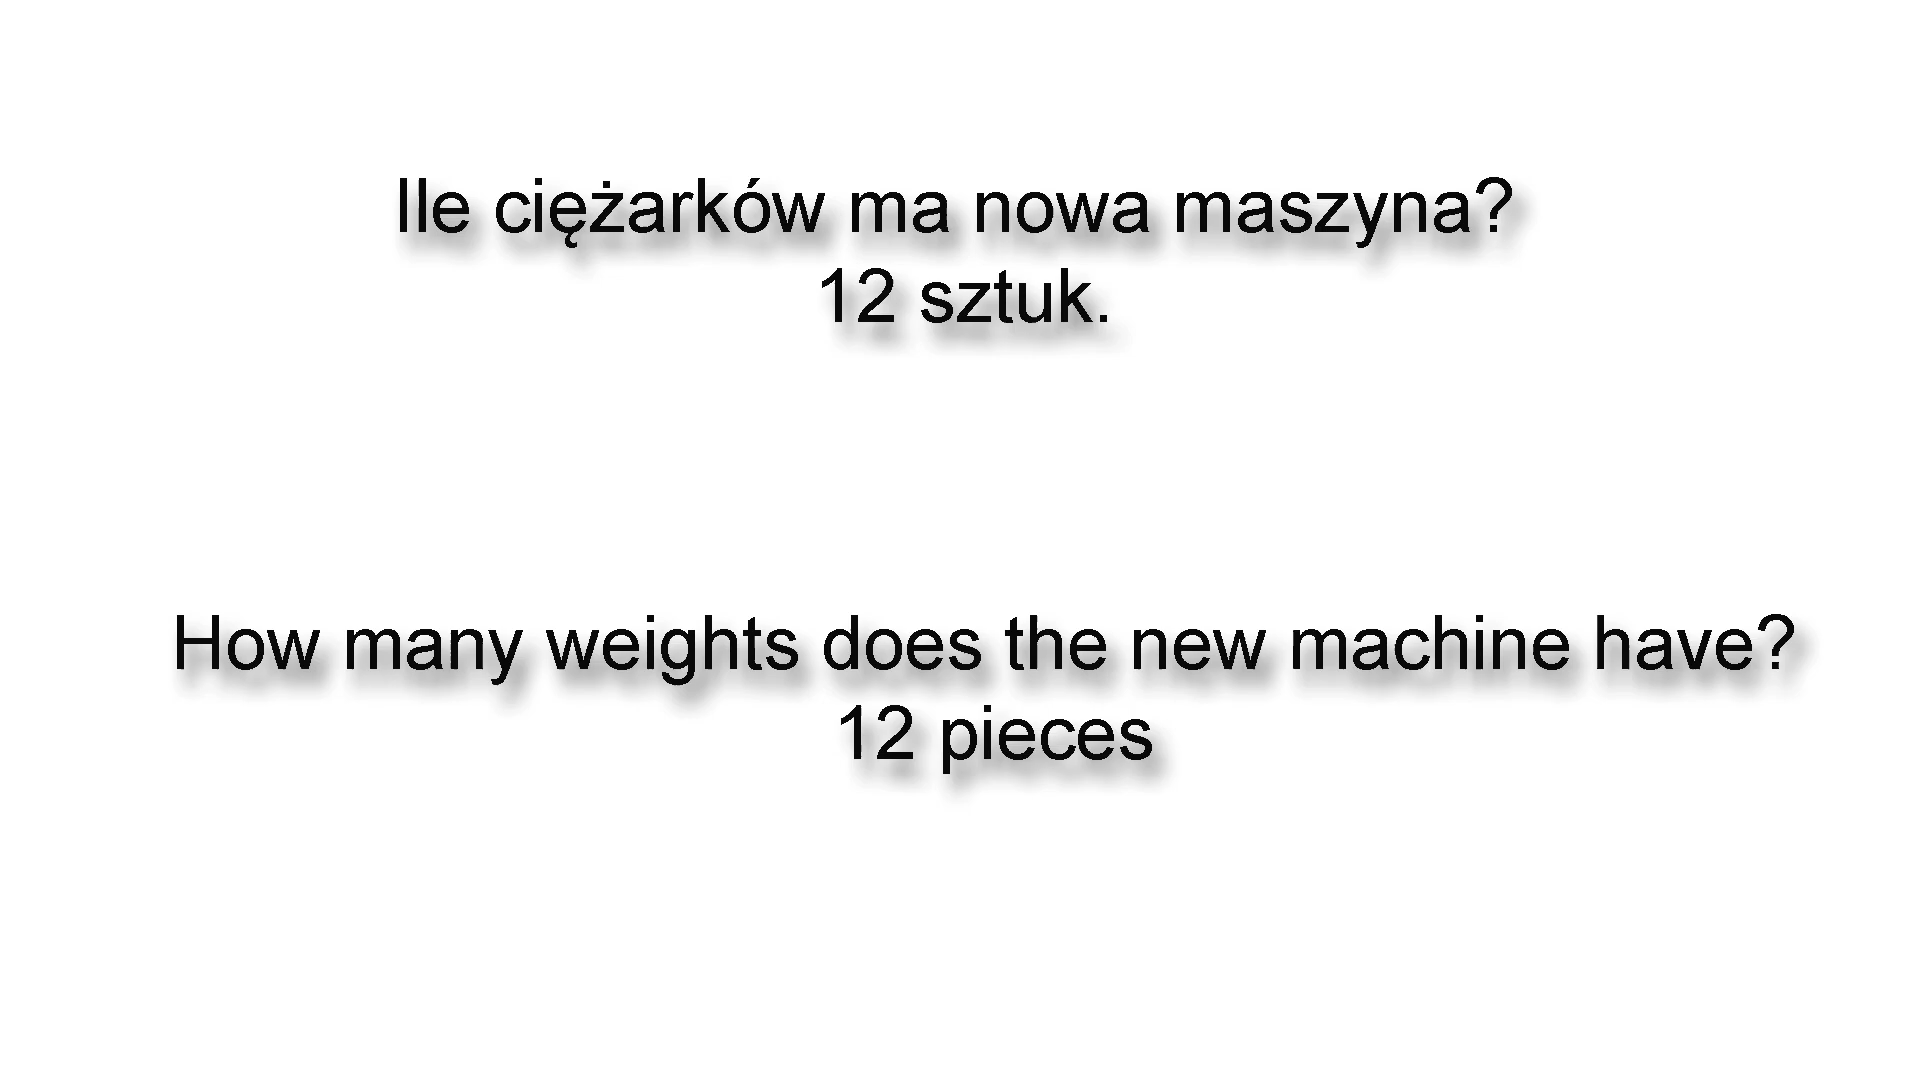 Ile ciężarków ma nowa maszyna?
12 sztuk.
How many weights does the new machine have?
12 pieces